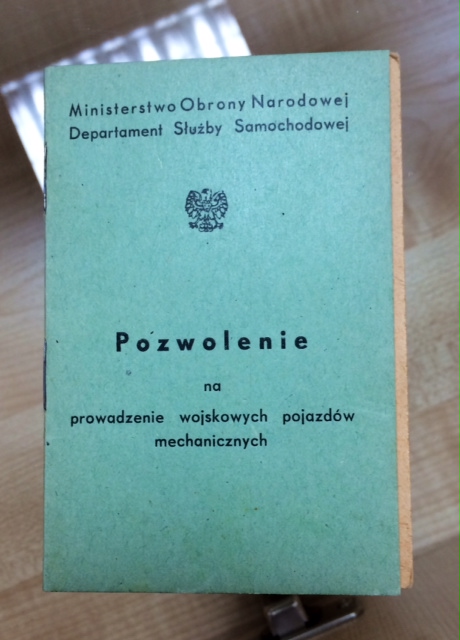 Ministerstwo Obrony Narodowej
Departament Służby Samochodowej
Pozwolenie
na
prowadzenie wojskowych pojazdów
mechanicznych